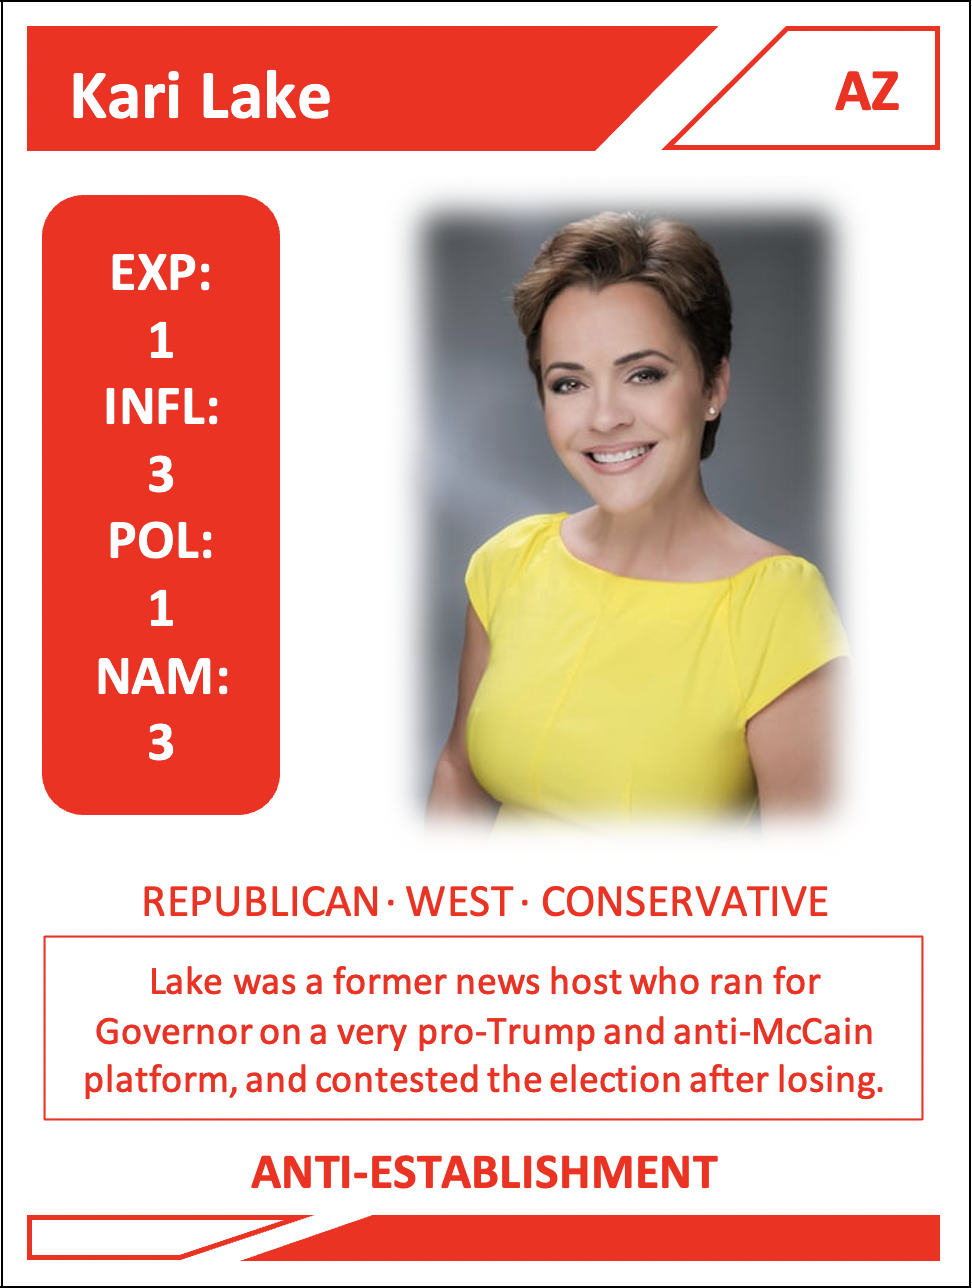 Kari Lake
AZ
EXP:
1
INFL:
3
POL:
1
NAM:
3
REPUBLICAN · WEST · CONSERVATIVE
Lake was a former news host who ran for
Governor on a very pro-Trump and anti-McCain
platform, and contested the election after losing.
ANTI-ESTABLISHMENT